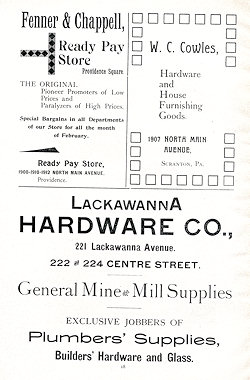 Fenner & Chappell,
Ready Pay
Store
Providence Square.
THE ORIGINAL
Pioneer Promoters of Low
Prices and
Paralyzers of High Prices.
Special Bargains in all Departments
of our Store for all the month
of February.
Ready Pay Store,
1908-1910-1912 NORTH MAIN AVENUE.
Providence.
W. C. Cowles,
Hardware
and
House
Furnishing
Goods.
1907 NORTH MAIN
AVENUE,
SCRANTON, PA.
LACKAWANNA
HARDWARE CO.,
221 Lackawanna Avenue.
222 and 224 CENTRE STREET.
General Mine and Mill Supplies
EXCLUSIVE JOBBERS OF
Plumbers' Supplies,
Builders' Hardware and Glass.
18